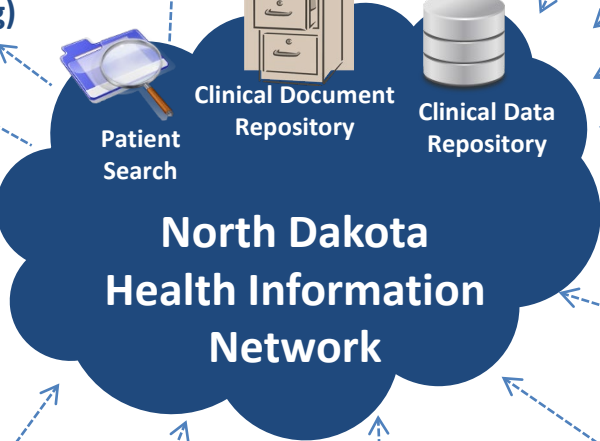 g)
Patient
Search
Clinical Document
Repository
Clinical Data
Repository
North Dakota
Health Information
Network